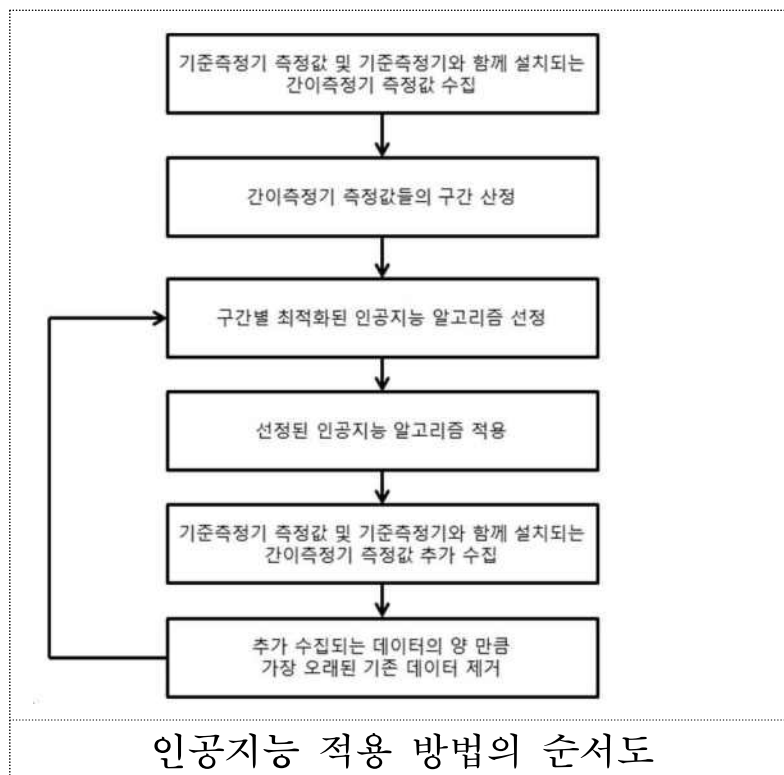 기준측정기 측정값 및 기준측정기와 함께 설치되는
간이측정기 측정값 수집
간이측정기 측정값들의 구간 산정
구간별 최적화된 인공지능 알고리즘 선정
선정된 인공지능 알고리즘 적용
기준측정기 측정값 및 기준측정기와 함께 설치되는
간이측정기 측정값 추가 수집
추가 수집되는 데이터의 양 만큼
가장 오래된 기존 데이터 제거
인공지능 적용 방법의 순서도